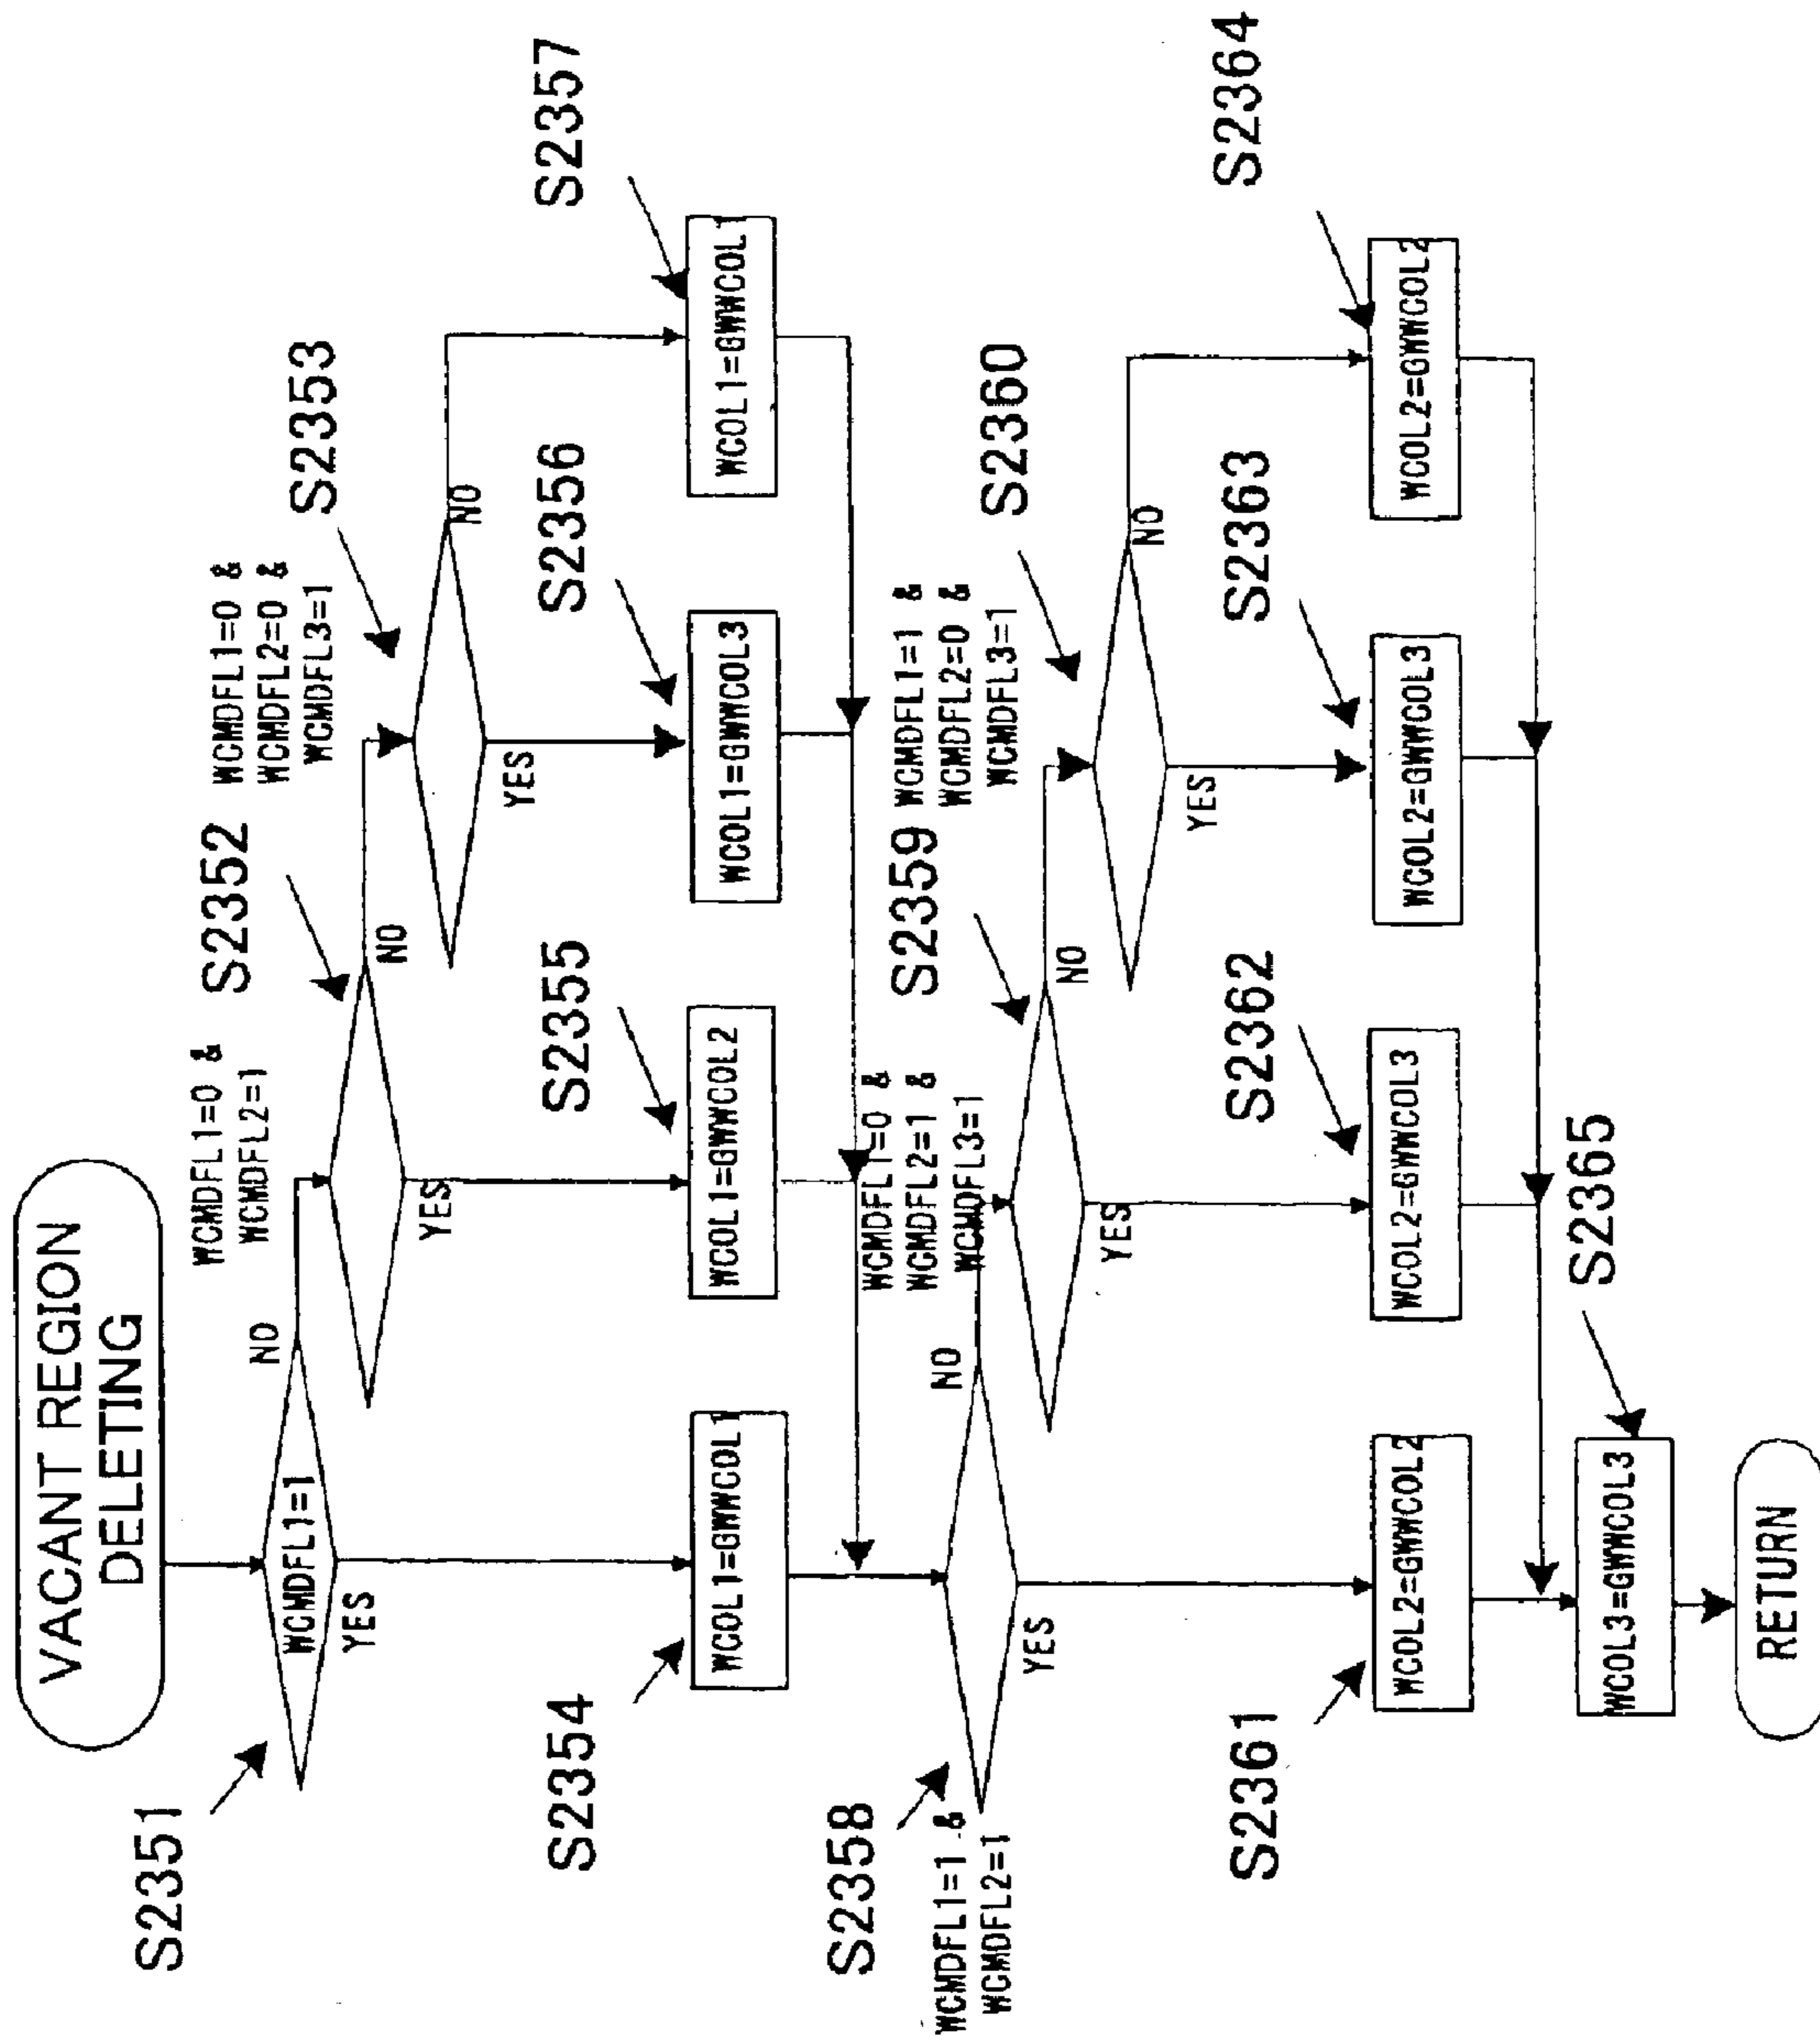 VACANT REGION
DELETING
S2351
WCMDFL1=1
NO
YES
WCMDFL1=0 &
WCMDFL2=1
S2352
NO
YES
WCMDFL1=0 &
WCMDFL2=0 &
WCMDFL3=1
S2353
NO
YES
S2354
WCOL1=GWWCOL1
S2355
WCOL1=GWWCOL2
S2356
WCOL1=GWWCOL3
S2357
WCOL1=GWWCOL1
S2358
WCMDFL1=1 &
WCMDFL2=1
NO
YES
WCMDFL1=0 &
WCMDFL2=1 &
WCMDFL3=1
S2359
NO
YES
WCMDFL1=1 &
WCMDFL2=0 &
WCMDFL3=1
S2360
NO
YES
S2361
WCOL2=GWWCOL2
S2362
WCOL2=GWWCOL3
S2363
WCOL2=GWWCOL3
S2364
WCOL2=GWWCOL2
S2365
WCOL3=GWWCOL3
RETURN